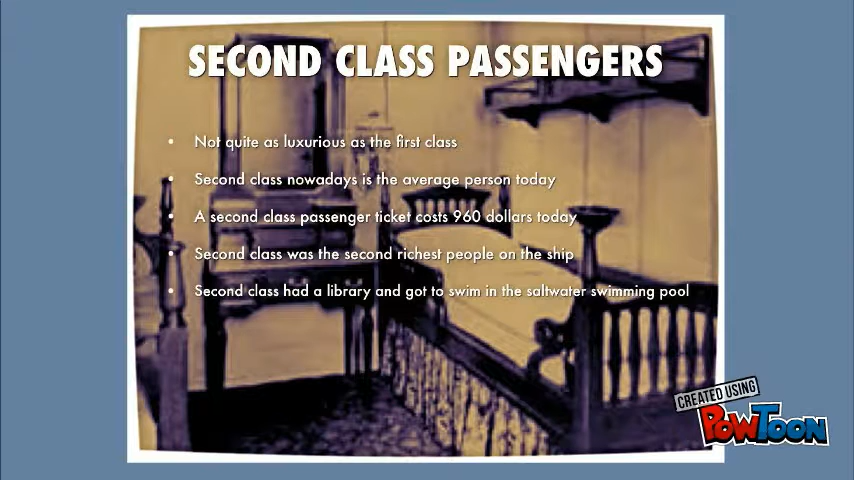 SECOND CLASS PASSENGERS
• Not quite as luxurious as the first class
• Second class nowadays is the average person today
• A second class passenger ticket costs 960 dollars today
• Second class was the second richest people on the ship
• Second class had a library and got to swim in the saltwater swimming pool
CREATED USING
POWTOON